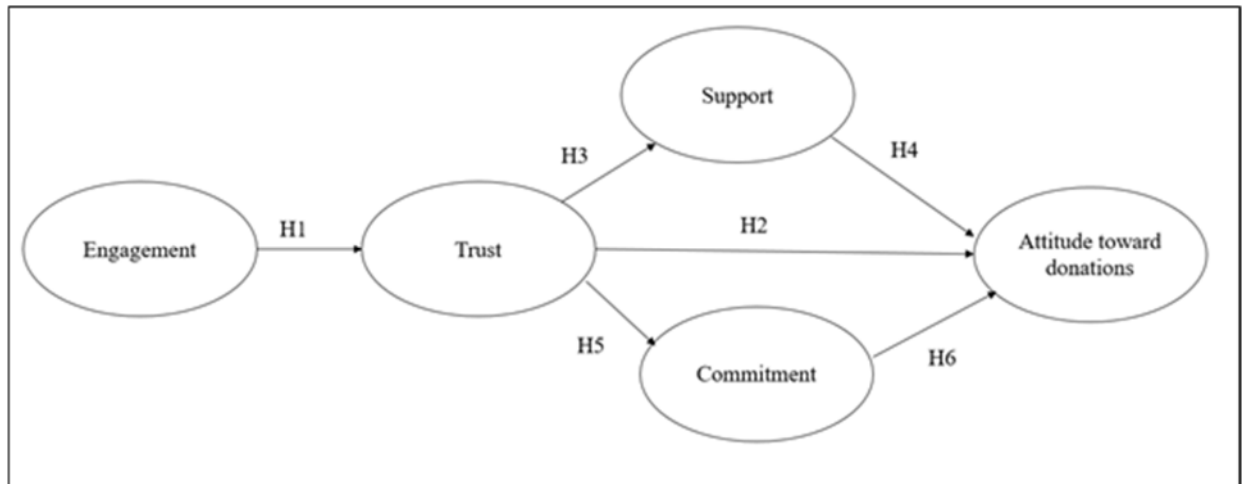 Support
H3
H4
H2
Engagement
H1
Trust
Attitude toward
donations
H5
H6
Commitment